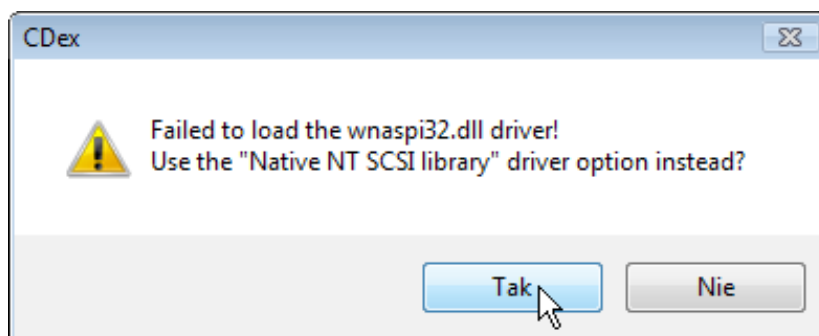 CDex
Failed to load the wnaspi32.dll driver!
Use the "Native NT SCSI library" driver option instead?
Tak
Nie